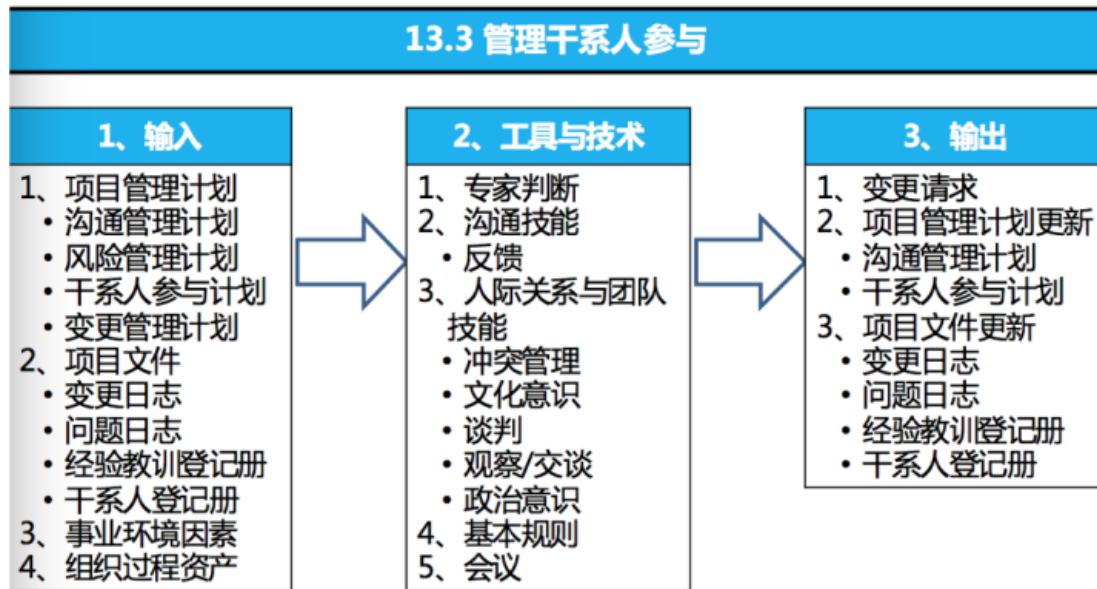 13.3 管理干系人参与
1、输入
1、项目管理计划
• 沟通管理计划
• 风险管理计划
• 干系人参与计划
• 变更管理计划
2、项目文件
• 变更日志
• 问题日志
• 经验教训登记册
• 干系人登记册
3、事业环境因素
4、组织过程资产
2、工具与技术
1、专家判断
2、沟通技能
• 反馈
3、人际关系与团队
技能
• 冲突管理
• 文化意识
• 谈判
• 观察/交谈
• 政治意识
4、基本规则
5、会议
3、输出
1、变更请求
2、项目管理计划更新
• 沟通管理计划
• 干系人参与计划
3、项目文件更新
• 变更日志
• 问题日志
• 经验教训登记册
• 干系人登记册